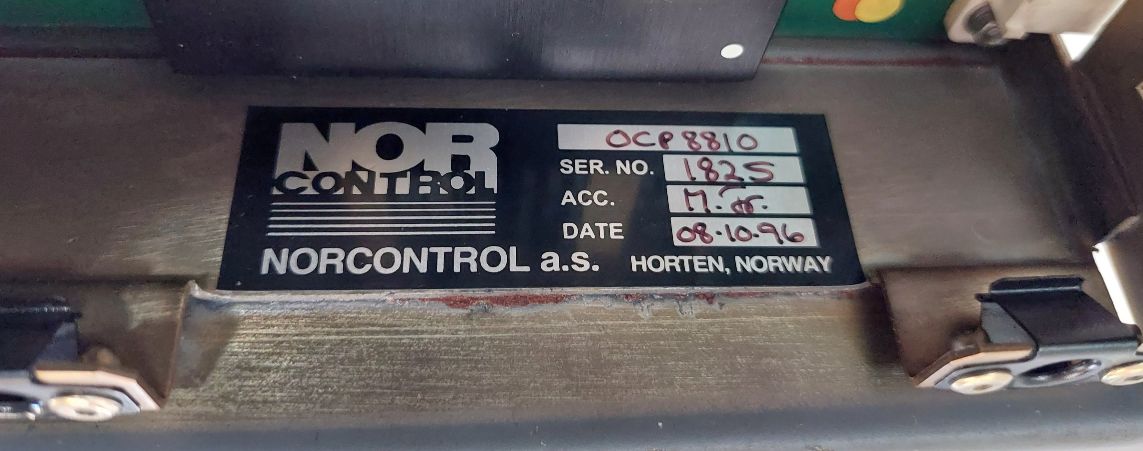 NOR
CONTROL
OCP8810
SER. NO. 1825
ACC.
DATE 08-10-96
NORCONTROL a.s. HORTEN, NORWAY